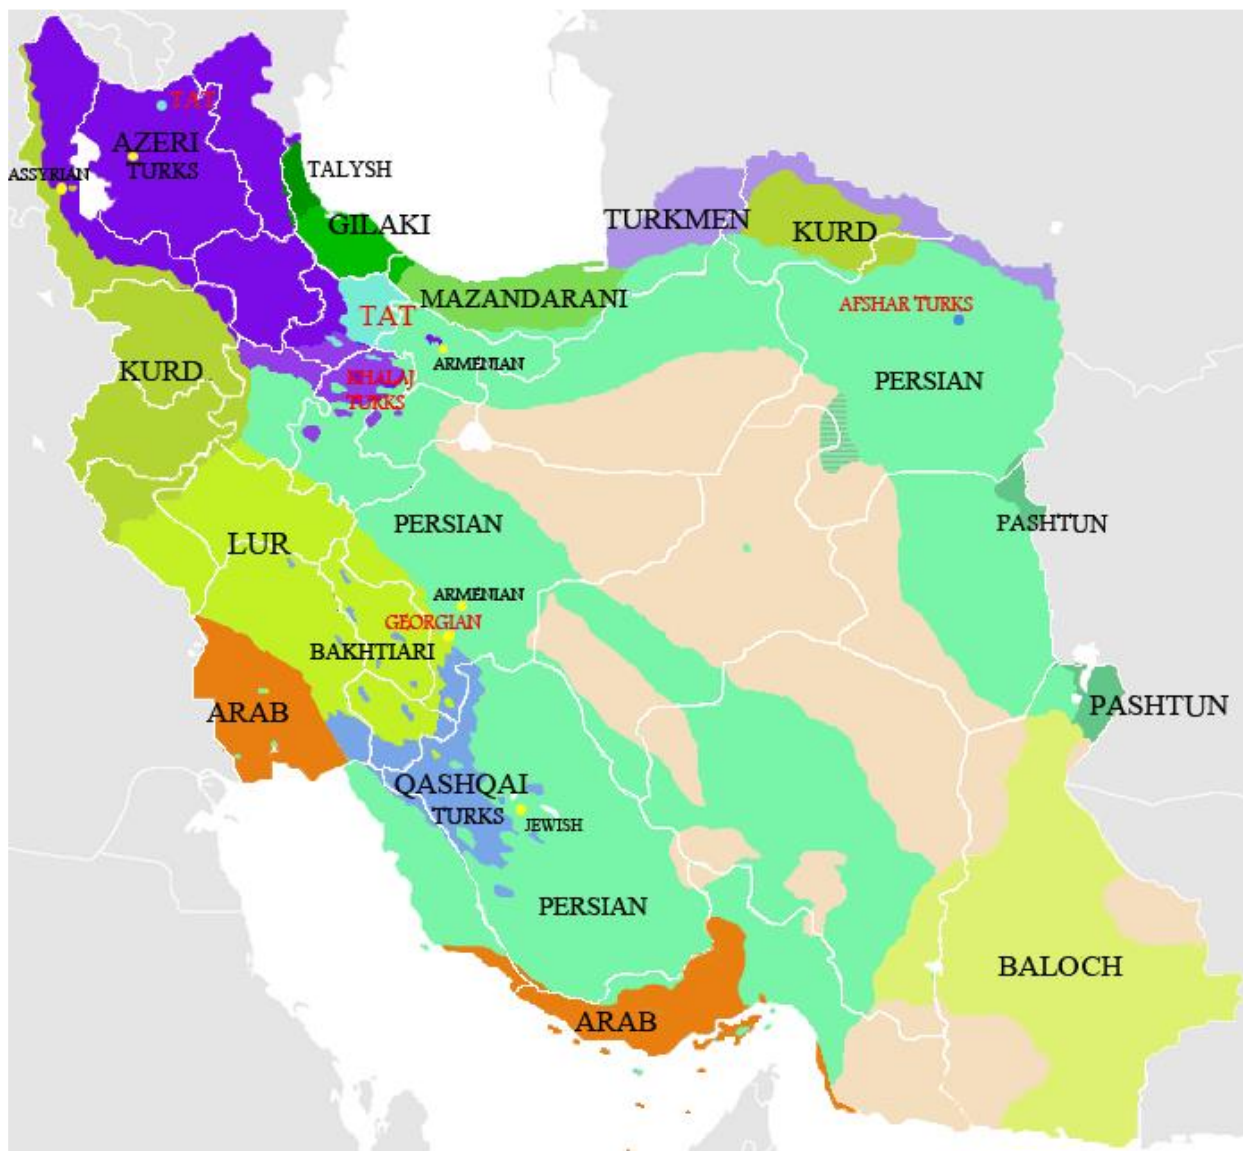 TAT
AZERI
TURKS
ASSYRIAN
TALYSH
GILAKI
TURKMEN
KURD
MAZANDARANI
AFSHAR TURKS
TAT
ARMENIAN
KURD
KHALAJ
TURKS
PERSIAN
PERSIAN
PASHTUN
LUR
ARMENIAN
GEORGIAN
BAKHTIARI
ARAB
PASHTUN
QASHQAI
TURKS
JEWISH
PERSIAN
BALOCH
ARAB